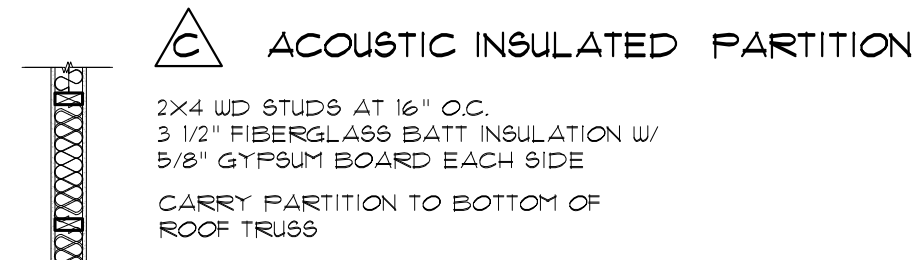 C ACOUSTIC INSULATED PARTITION
2X4 WD STUDS AT 16" O.C.
3 1/2" FIBERGLASS BATT INSULATION W/
5/8" GYPSUM BOARD EACH SIDE
CARRY PARTITION TO BOTTOM OF
ROOF TRUSS